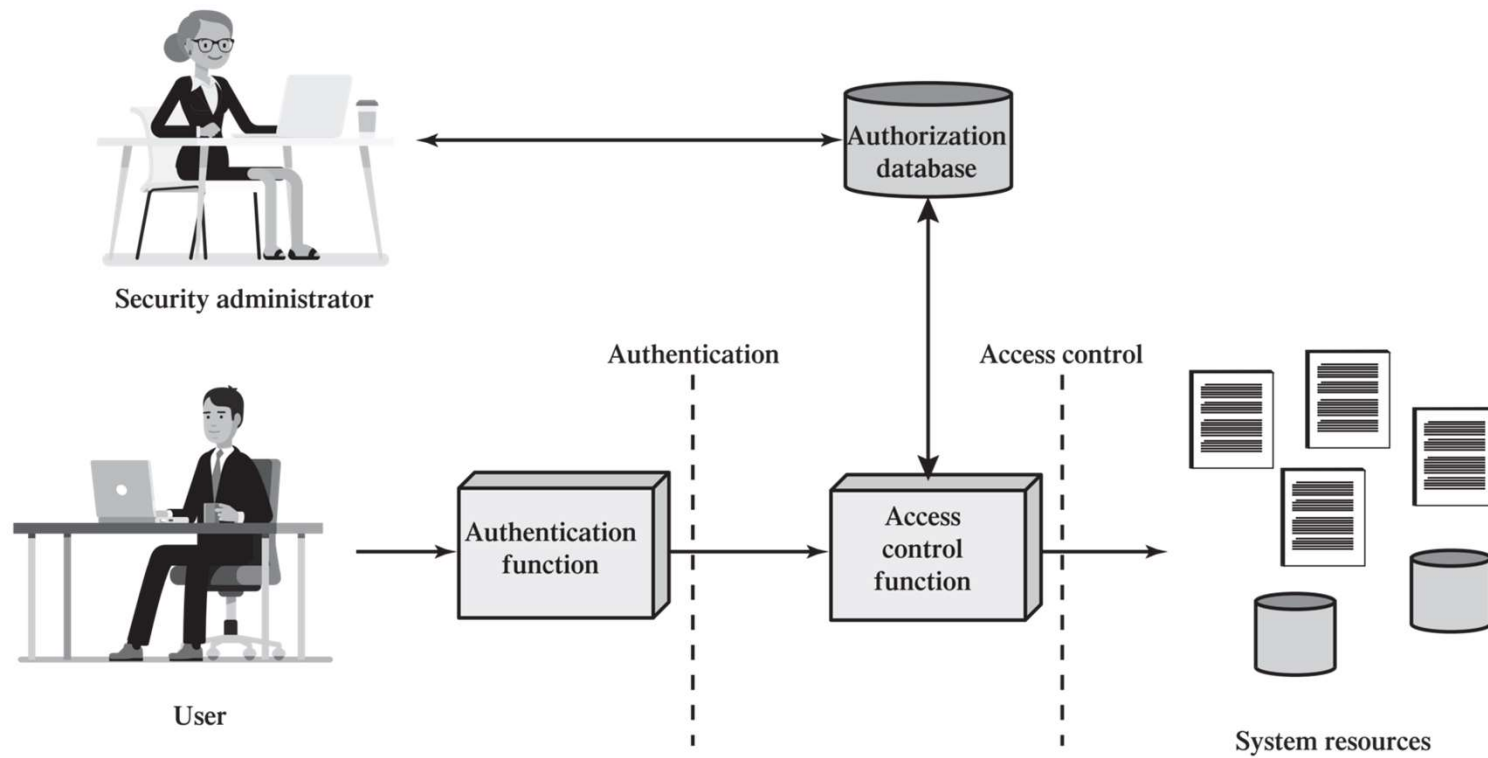 Authorization
database
Security administrator
Authentication
Access control
Authentication
function
Access
control
function
User
System resources